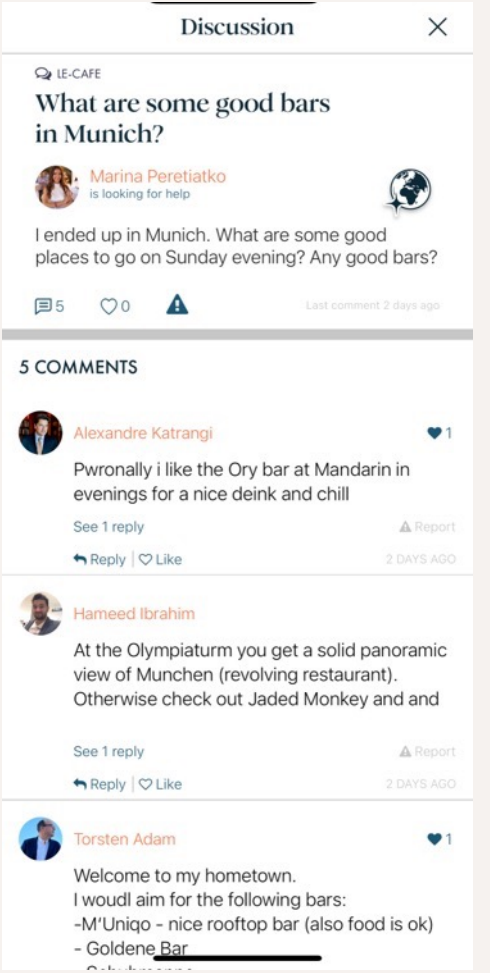 Discussion
LE-CAFE
What are some good bars
in Munich?
Marina Peretiatko
is looking for help
I ended up in Munich. What are some good
places to go on Sunday evening? Any good bars?
5 0 Last comment 2 days ago
5 COMMENTS
Alexandre Katrangi 1
Pwronally i like the Ory bar at Mandarin in
evenings for a nice deink and chill
See 1 reply Report
Reply | Like 2 DAYS AGO
Hameed Ibrahim
At the Olympiaturm you get a solid panoramic
view of Munchen (revolving restaurant).
Otherwise check out Jaded Monkey and and
See 1 reply Report
Reply | Like 2 DAYS AGO
Torsten Adam 1
Welcome to my hometown.
I woudl aim for the following bars:
-M'Uniqo - nice rooftop bar (also food is ok)
- Goldene Bar